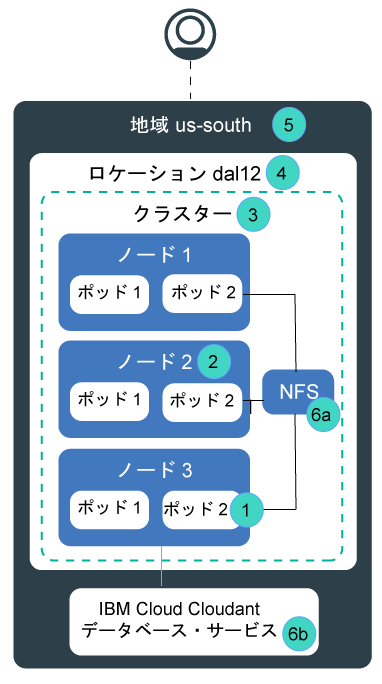 地域 us-south 5
ロケーション dal12 4
クラスター 3
ノード 1
ポッド 1 ポッド 2
ノード 2 2
ポッド 1 ポッド 2
NFS
6a
ノード 3
ポッド 1 ポッド 2 1
IBM Cloud Cloudant
データベース・サービス 6b